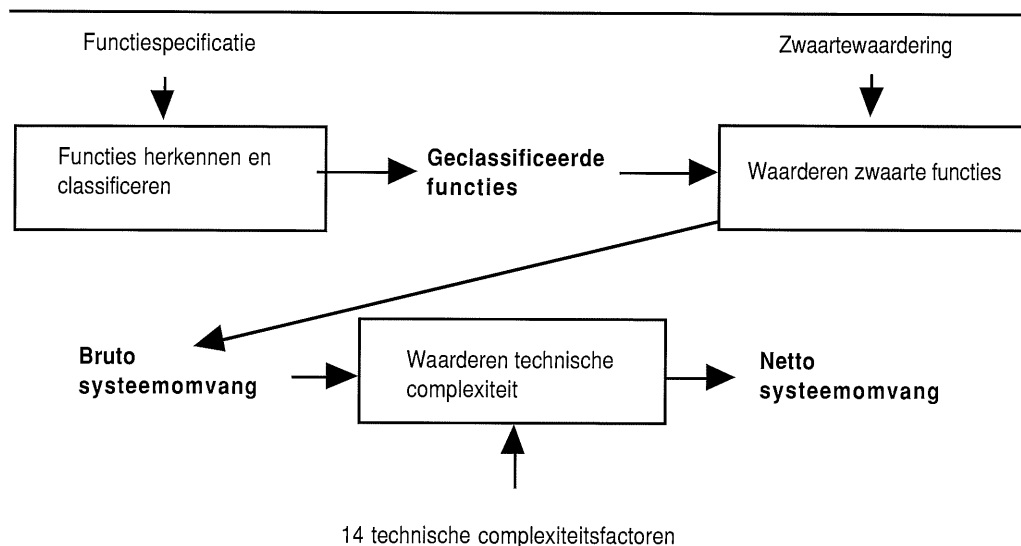 Functiespecificatie
Zwaartewaardering
Functies herkennen en
classificeren
Geclassificeerde
functies
Waarderen zwaarte functies
Bruto
systeemomvang
Waarderen technische
complexiteit
Netto
systeemomvang
14 technische complexiteitsfactoren